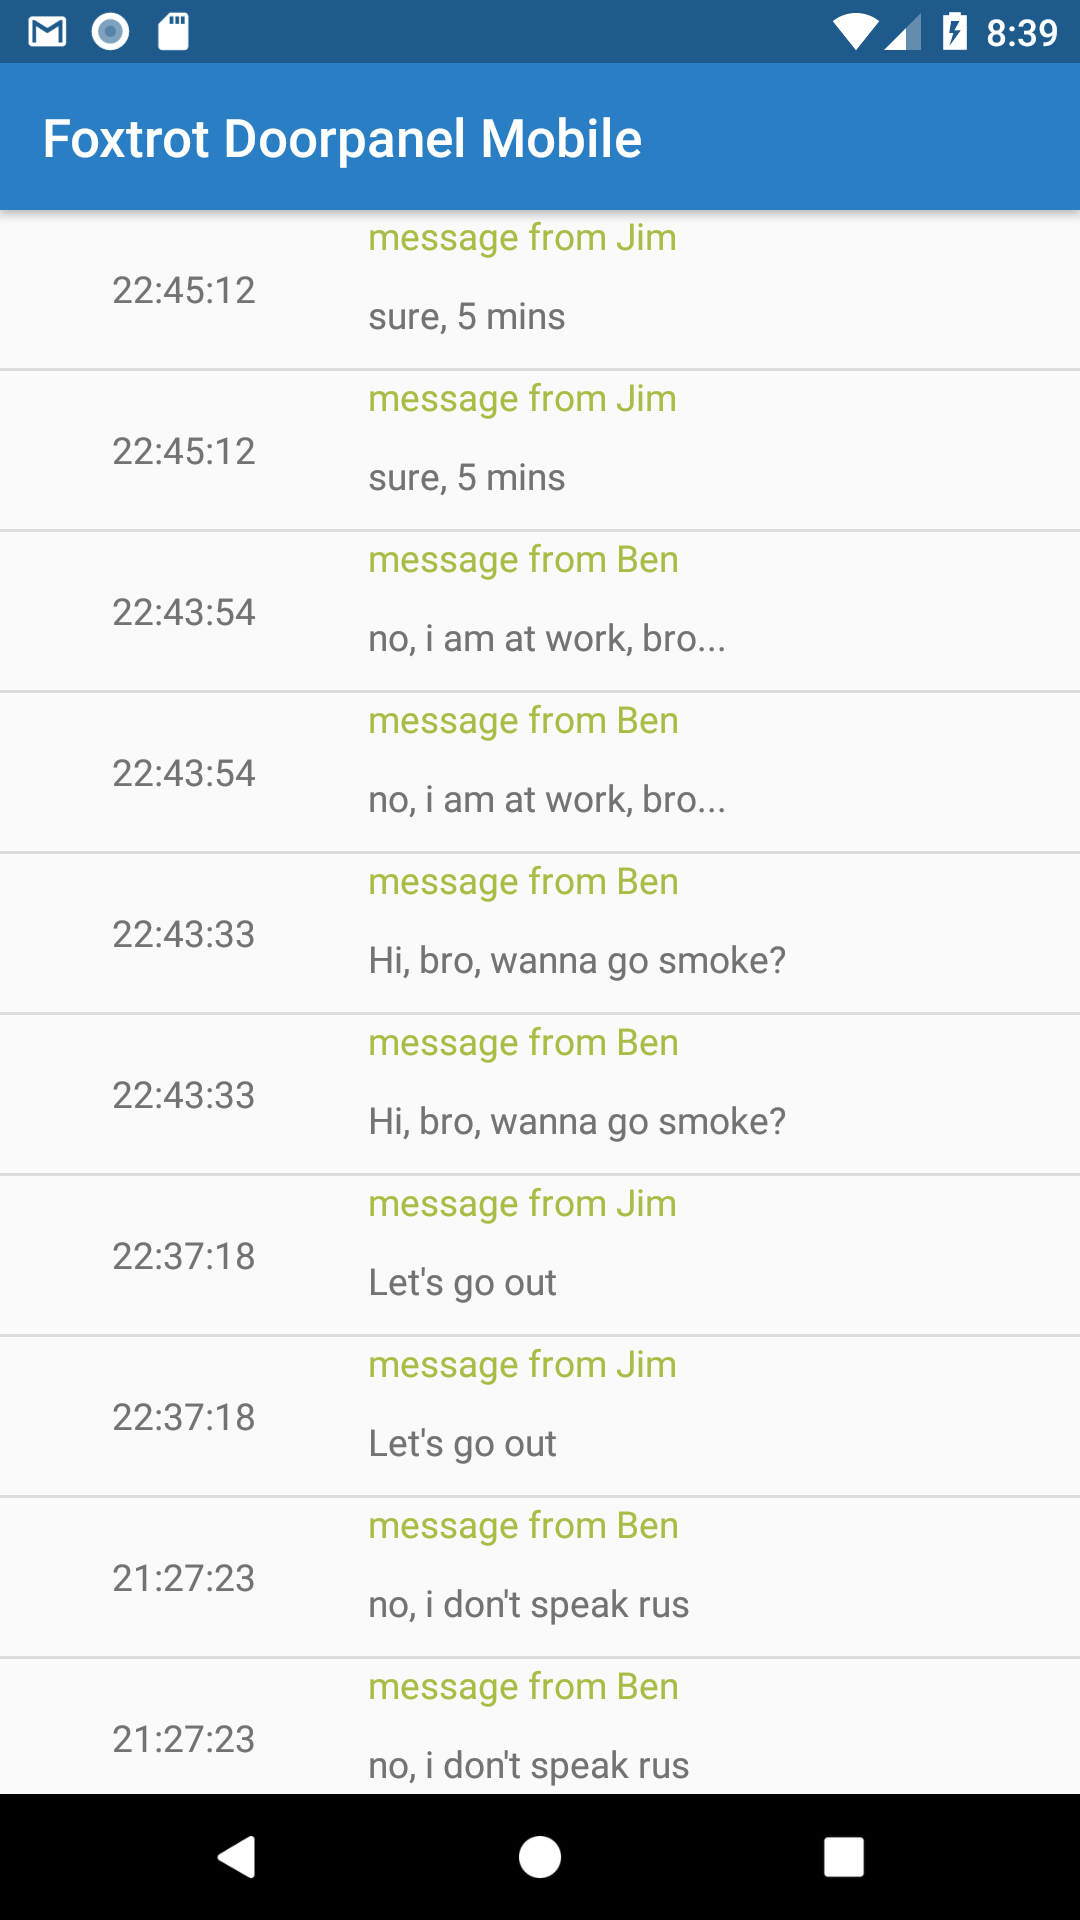 8:39
Foxtrot Doorpanel Mobile
message from Jim
22:45:12
sure, 5 mins
message from Jim
22:45:12
sure, 5 mins
message from Ben
22:43:54
no, i am at work, bro...
message from Ben
22:43:54
no, i am at work, bro...
message from Ben
22:43:33
Hi, bro, wanna go smoke?
message from Ben
22:43:33
Hi, bro, wanna go smoke?
message from Jim
22:37:18
Let's go out
message from Jim
22:37:18
Let's go out
message from Ben
21:27:23
no, i don't speak rus
message from Ben
21:27:23
no, i don't speak rus